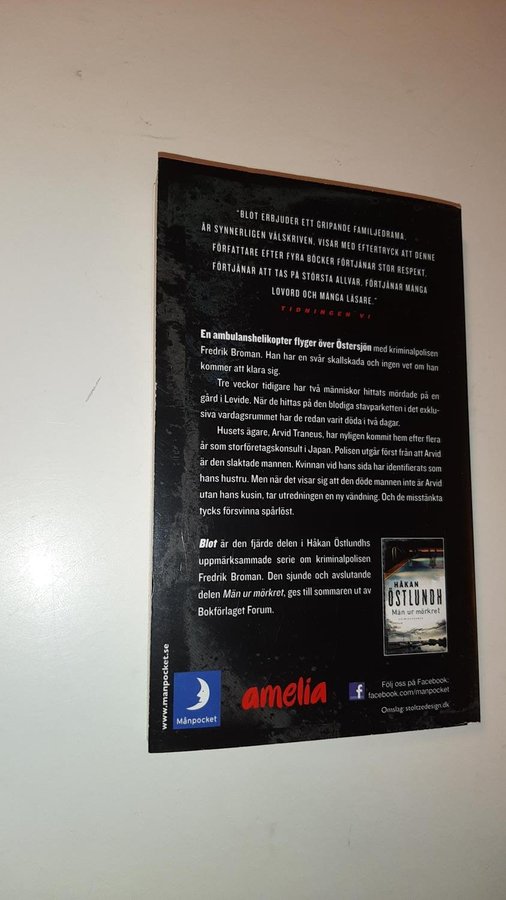 "BLOT ERBJUDER ETT GRIPANDE FAMILJEDRAMA,
ÄR SYNNERLIGEN VÄLSKRIVEN. VISAR MED EFTERTRYCK ATT DENNE
FÖRFATTARE EFTER FYRA BÖCKER FÖRTJÄNAR STOR RESPEKT.
FÖRTJÄNAR ATT TAS PÅ STÖRSTA ALLVAR. FÖRTJÄNAR MÅNGA
LOVORD OCH MÅNGA LÄSARE."
TIDNINGEN VI
En ambulanshelikopter flyger över Östersjön med kriminalpolisen
Fredrik Broman. Han har en svår skallskada och ingen vet om han
kommer att klara sig.
Tre veckor tidigare har två människor hittats mördade på en
gård i Levide. När de hittas på den blodiga stavparketten i det exklu-
siva vardagsrummet har de redan varit döda i två dagar.
Husets ägare, Arvid Traneus, har nyligen kommit hem efter flera
år som storföretagskonsult i Japan. Polisen utgår först från att Arvid
är den slaktade mannen. Kvinnan vid hans sida har identifierats som
hans hustru. Men när det visar sig att den döde mannen inte är Arvid
utan hans kusin, tar utredningen en ny vändning. Och de misstänkta
tycks försvinna spårlöst.
Blot är den fjärde delen i Håkan Östlundhs
uppmärksammade serie om kriminalpolisen
Fredrik Broman. Den sjunde och avslutande
delen Män ur mörkret, ges till sommaren ut av
Bokförlaget Forum.
HÅKAN
ÖSTLUNDH
Män ur mörkret
www.manpocket.se
Månpocket
amelia
f
Följ oss på Facebook:
facebook.com/manpocket
Omslag: stoltzedesign.dk